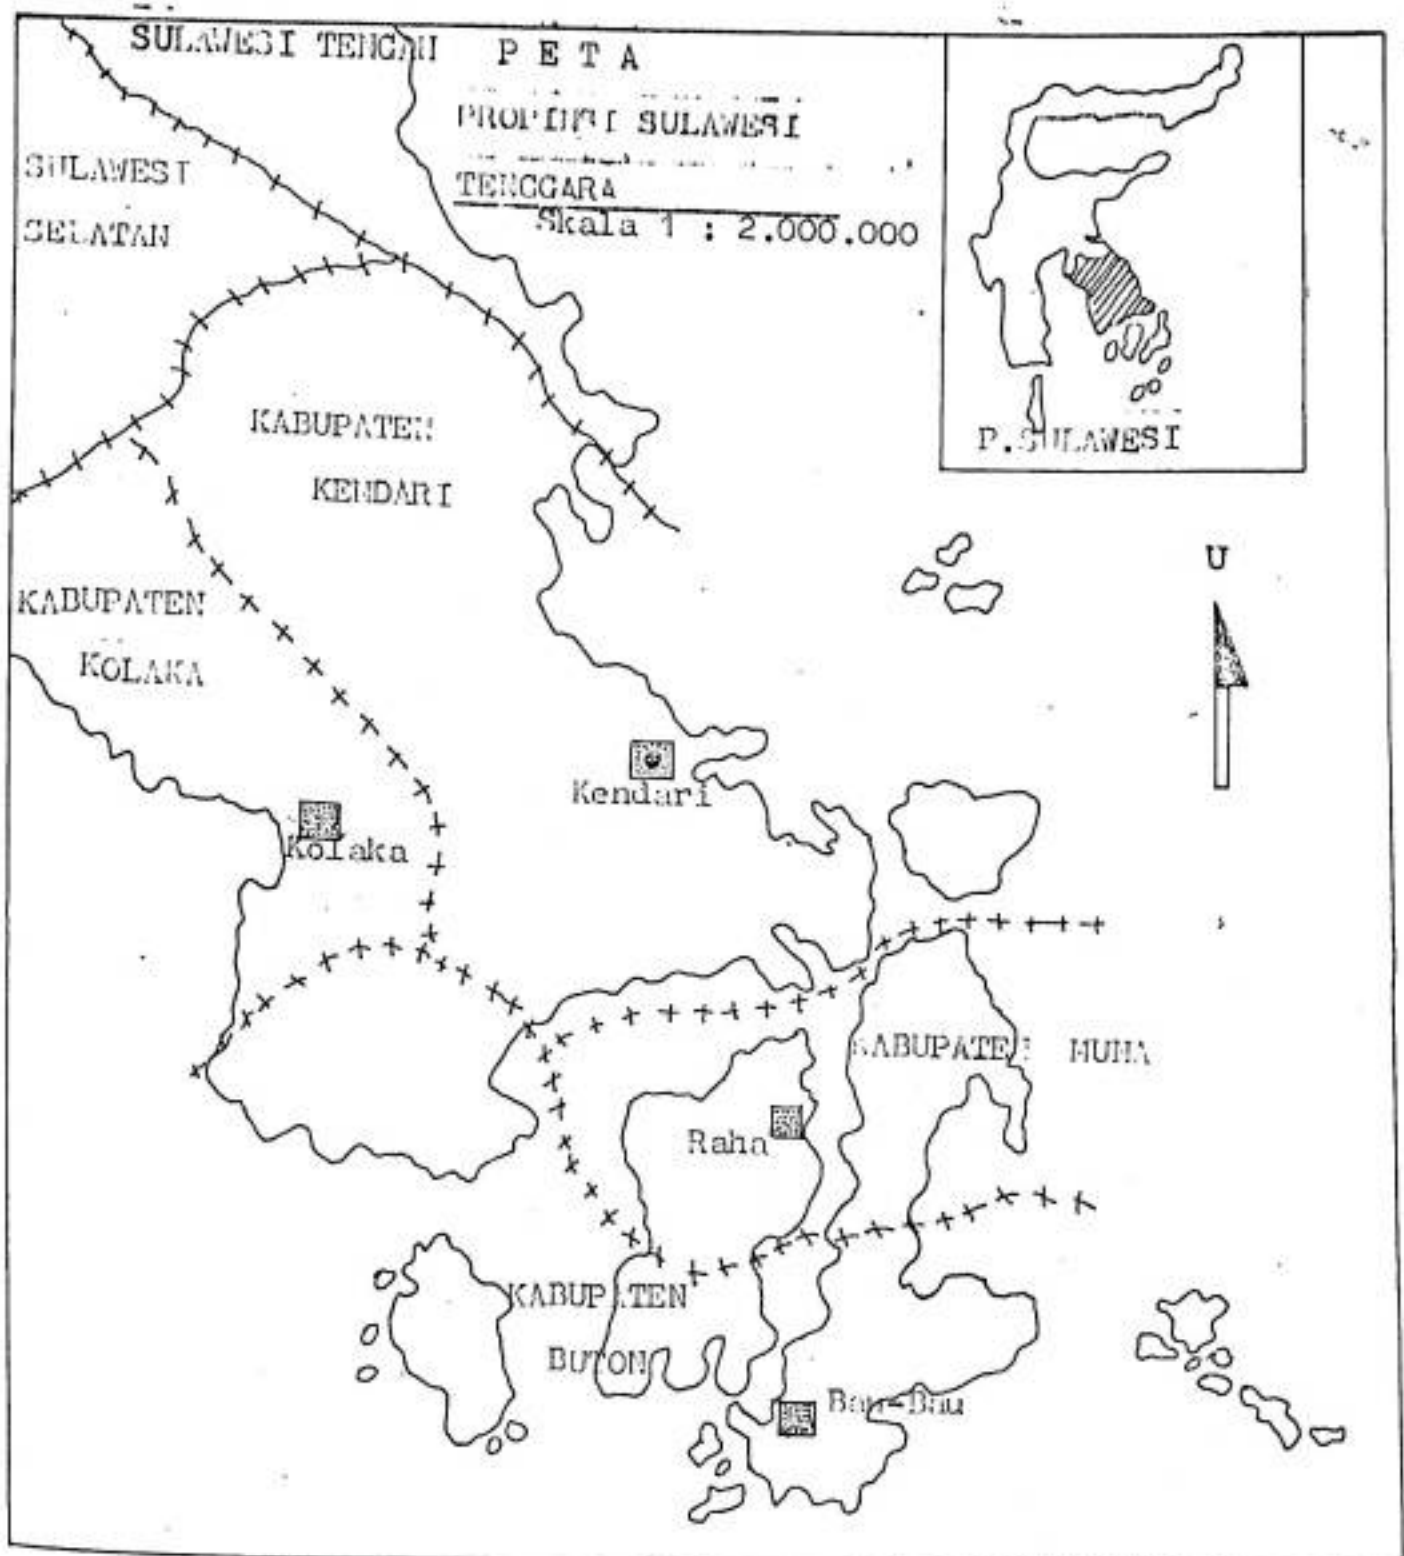 SULAWESI TENGAH
PETA
PROPINSI SULAWESI
TENGGARA
Skala 1 : 2.000.000
SULAWESI
SELATAN
P.SULAWESI
KABUPATEN
KENDARI
U
KABUPATEN
KOLAKA
Kendari
Kolaka
KABUPATEN MUNA
Raha
KABUPATEN
BUTON
Bau-Bau